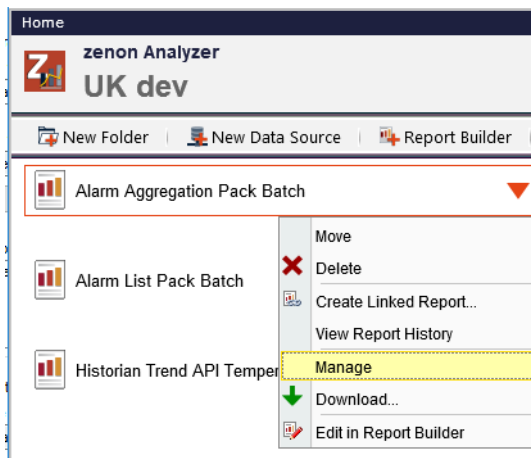 Home
zenon Analyzer
UK dev
New Folder New Data Source Report Builder
Alarm Aggregation Pack Batch
Move
Delete
Alarm List Pack Batch
Create Linked Report...
View Report History
Manage
Historian Trend API Temper
Download...
Edit in Report Builder